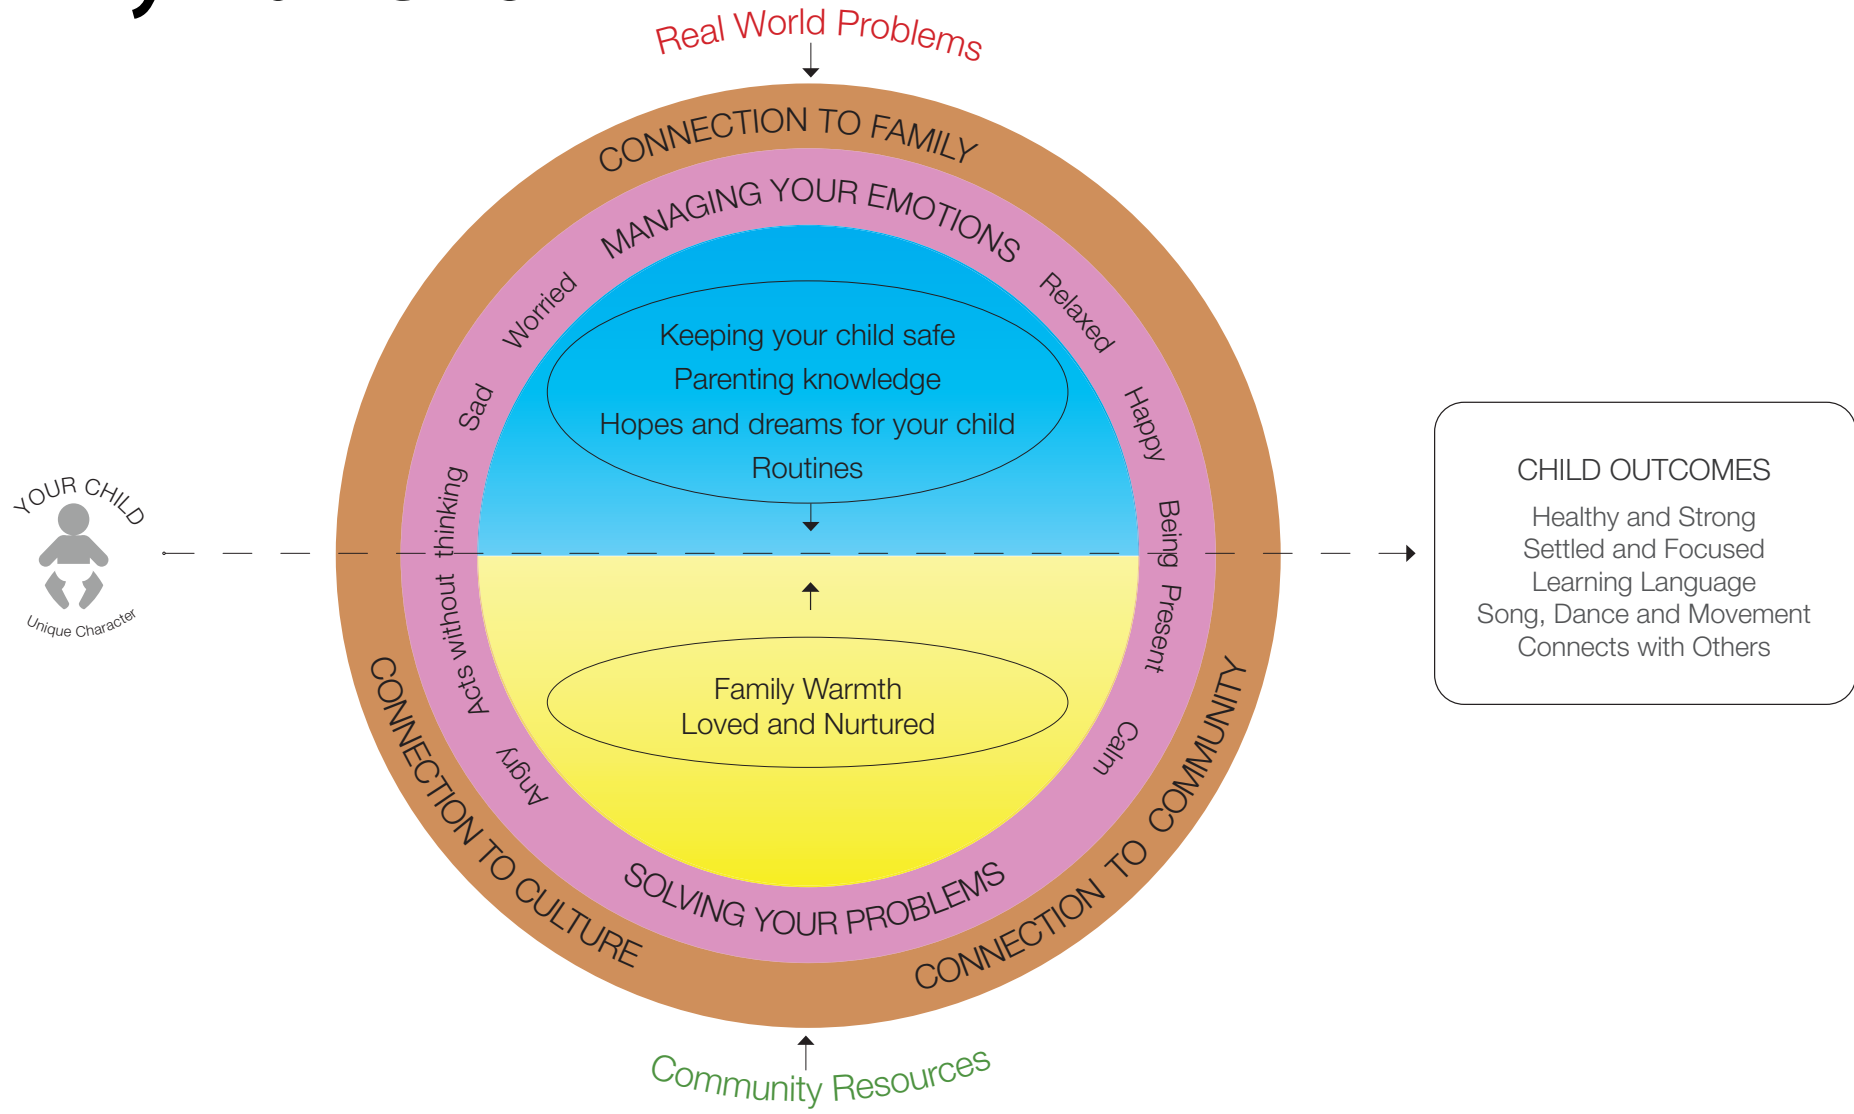 Real World Problems
CONNECTION TO FAMILY
MANAGING YOUR EMOTIONS
Worried
Sad
Acts without thinking
Angry
Relaxed
Happy
Being Present
Calm
Keeping your child safe
Parenting knowledge
Hopes and dreams for your child
Routines
Family Warmth
Loved and Nurtured
SOLVING YOUR PROBLEMS
CONNECTION TO CULTURE
CONNECTION TO COMMUNITY
Community Resources
YOUR CHILD
Unique Character
CHILD OUTCOMES
Healthy and Strong
Settled and Focused
Learning Language
Song, Dance and Movement
Connects with Others